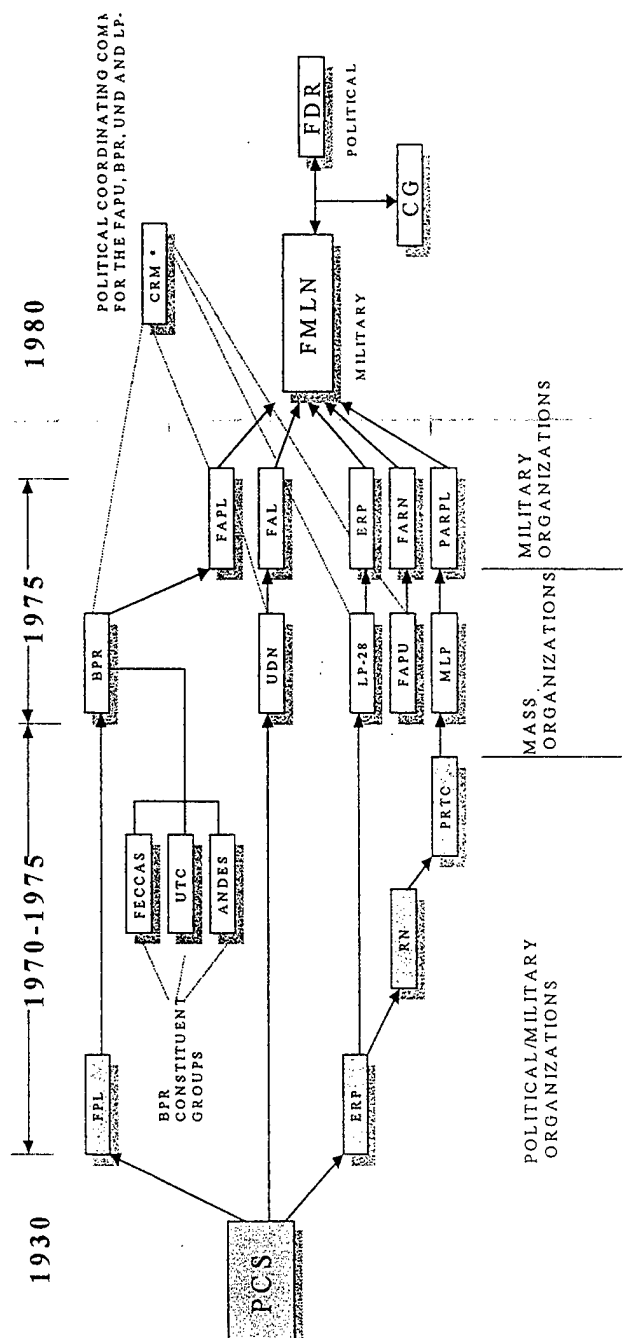 1930
1970-1975
1975
1980
POLITICAL COORDINATING
FOR THE FAPU, BPR, UND AND LP-
CRM *
FPL
BPR
FECCAS
UTC
ANDES
BPR
CONSTITUENT
GROUPS
FAPL
PCS
UDN
FAL
FMLN
MILITARY
FDR
POLITICAL
CG
ERP
LP-28
ERP
RN
FAPU
FARN
PRTC
MLP
PARPL
POLITICAL/MILITARY
ORGANIZATIONS
MASS
ORGANIZATIONS
MILITARY
ORGANIZATIONS